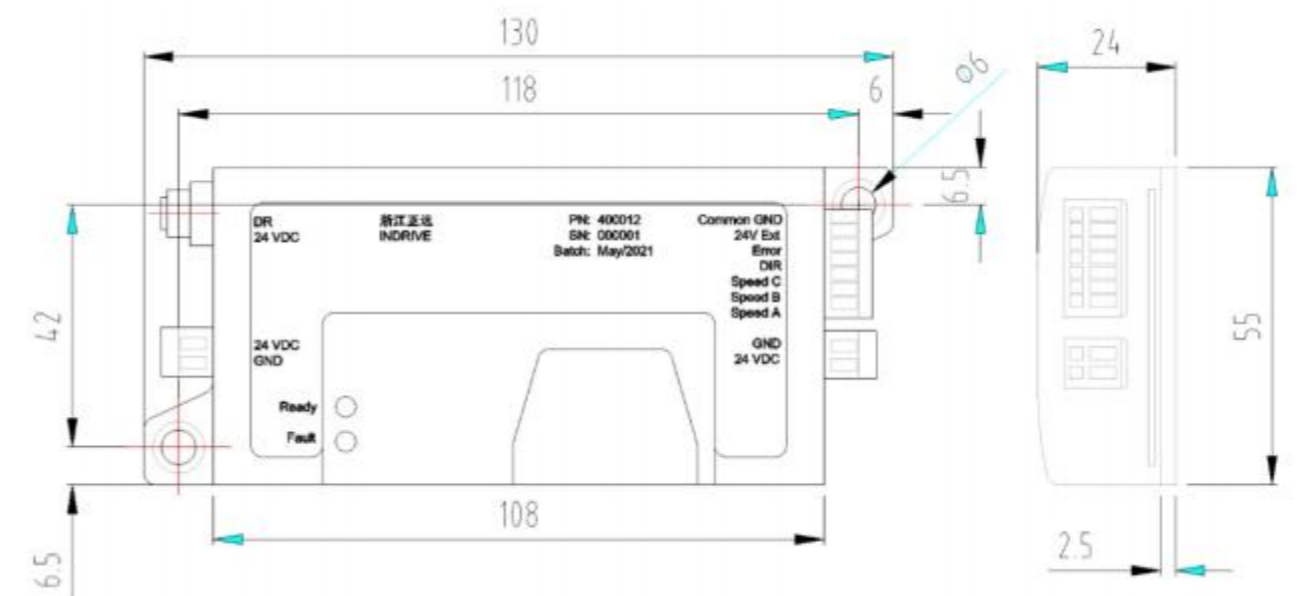 130
24
118
6
ø6
6.5
DR
24 VDC
浙江正远
INDRIVE
PN: 400012
SN: 000001
Batch: May/2021
Common GND
24V Ext
Error
DIR
Speed C
Speed B
Speed A
42
55
24 VDC
GND
GND
24 VDC
Ready
Fault
108
2.5
6.5